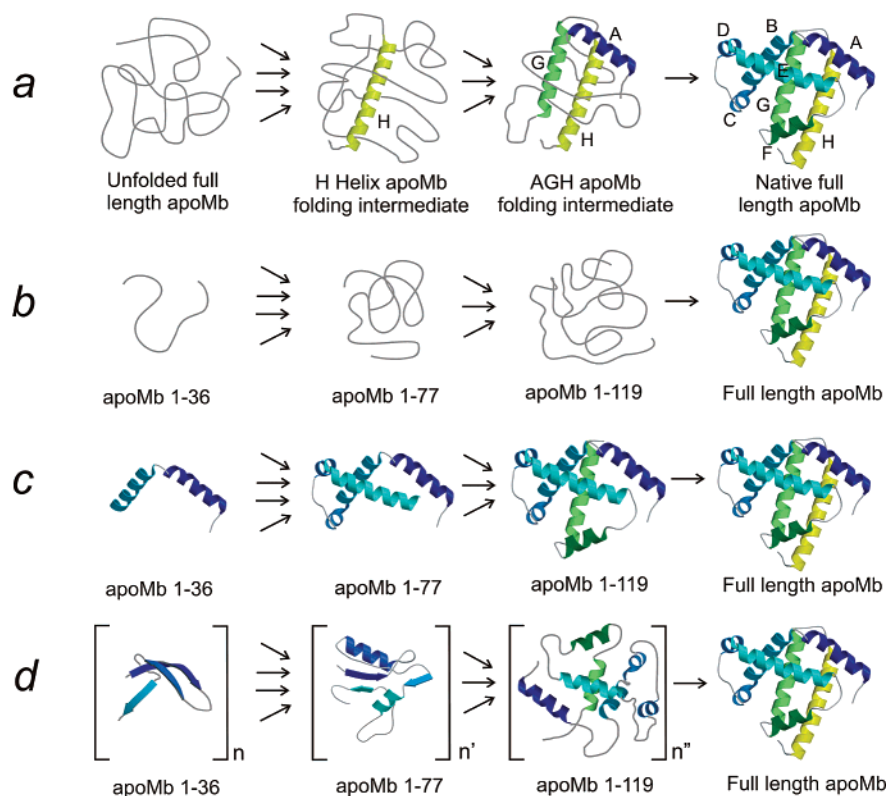 a
D
B
A
E
C
G
F
H
H
G
A
H
Unfolded full
length apoMb
H Helix apoMb
folding intermediate
AGH apoMb
folding intermediate
Native full
length apoMb
b
apoMb 1-36
apoMb 1-77
apoMb 1-119
Full length apoMb
c
apoMb 1-36
apoMb 1-77
apoMb 1-119
Full length apoMb
d
n
n'
n"
apoMb 1-36
apoMb 1-77
apoMb 1-119
Full length apoMb